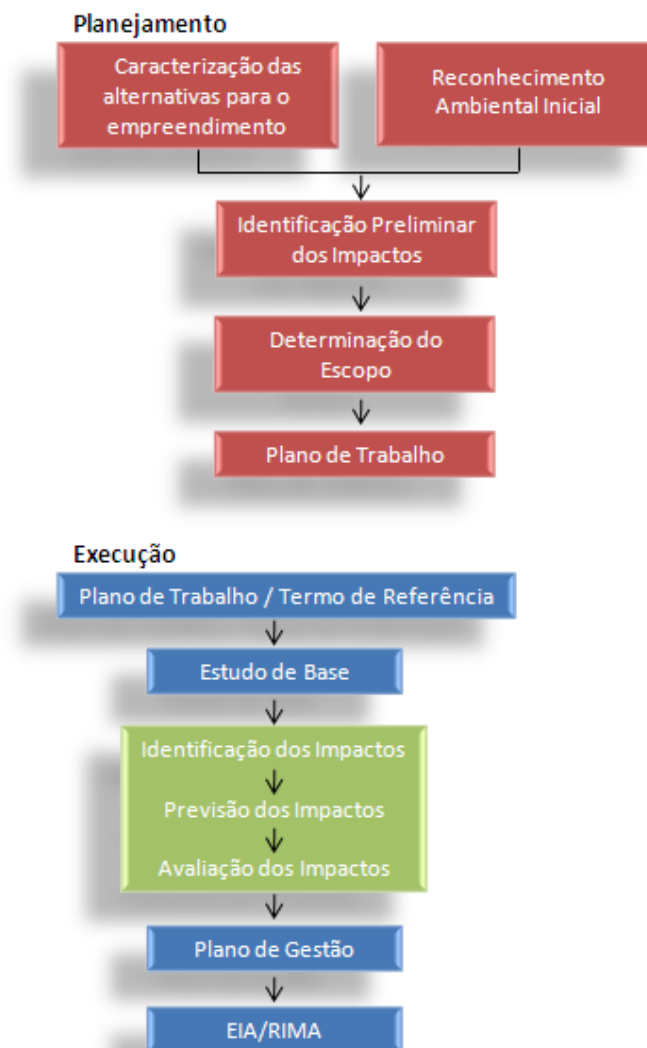 Planejamento
Caracterização das
alternativas para o
empreendimento
Reconhecimento
Ambiental Inicial
Identificação Preliminar
dos Impactos
Determinação do
Escopo
Plano de Trabalho
Execução
Plano de Trabalho / Termo de Referência
Estudo de Base
Identificação dos Impactos
Previsão dos Impactos
Avaliação dos Impactos
Plano de Gestão
EIA/RIMA